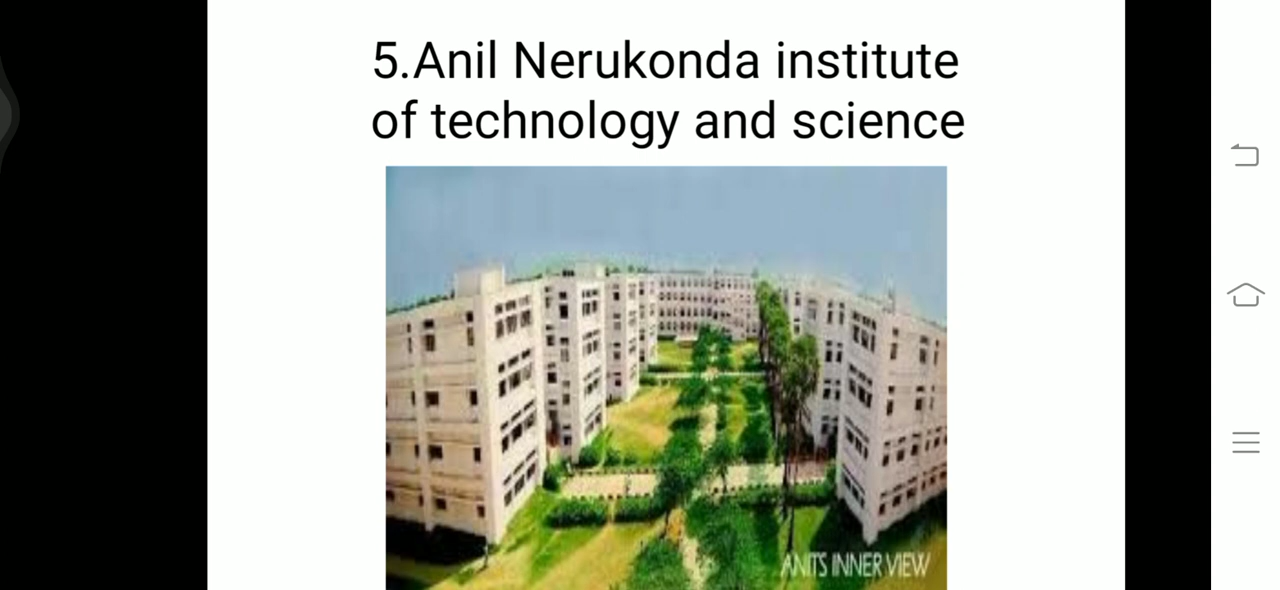 5.Anil Nerukonda institute
of technology and science
ANITS INNER VIEW